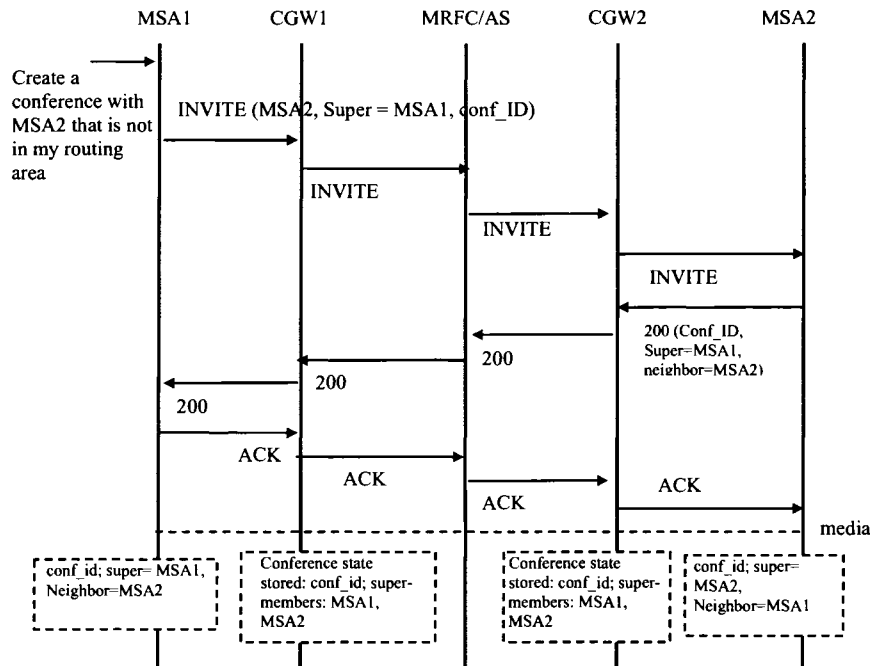 MSA1 CGW1 MRFC/AS CGW2 MSA2
Create a
conference with
MSA2 that is not
in my routing
area
INVITE (MSA2, Super = MSA1, conf_ID)
INVITE
INVITE
INVITE
200 (Conf_ID,
Super=MSA1,
neighbor=MSA2)
200
200
200
ACK
ACK
ACK
ACK
media
conf_id; super= MSA1,
Neighbor=MSA2
Conference state
stored: conf_id; super-
members: MSA1,
MSA2
Conference state
stored: conf_id; super-
members: MSA1,
MSA2
conf_id; super=
MSA2,
Neighbor=MSA1